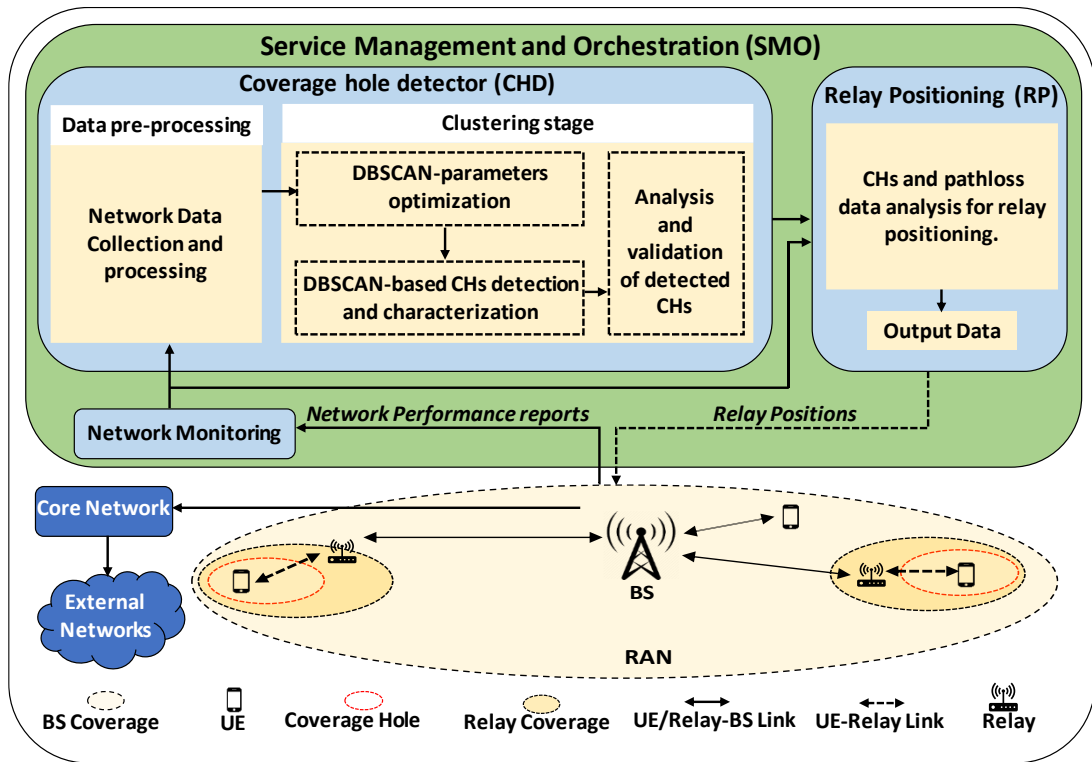 Service Management and Orchestration (SMO)
Coverage hole detector (CHD)
Data pre-processing
Network Data
Collection and
processing
Clustering stage
DBSCAN-parameters
optimization
DBSCAN-based CHs detection
and characterization
Analysis
and
validation
of detected
CHs
Relay Positioning (RP)
CHs and pathloss
data analysis for relay
positioning.
Output Data
Network Monitoring
Network Performance reports
Relay Positions
Core Network
External
Networks
BS
RAN
BS Coverage
UE
Coverage Hole
Relay Coverage
UE/Relay-BS Link
UE-Relay Link
Relay